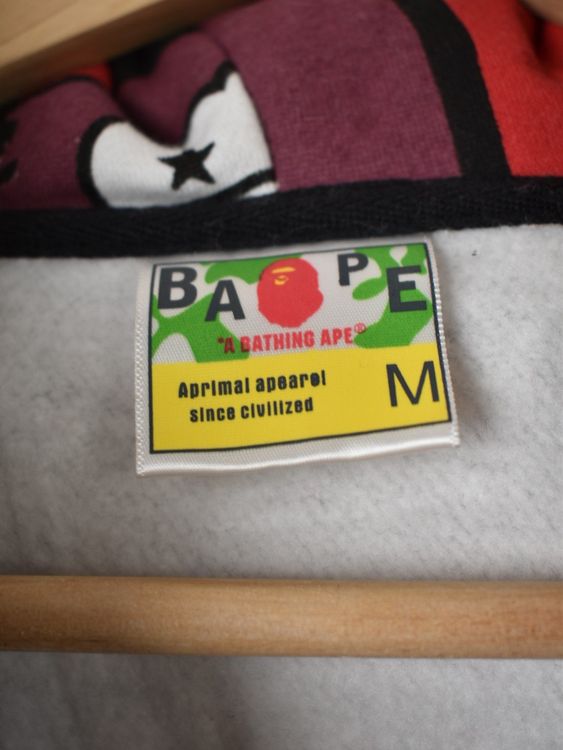 BAPE
"A BATHING APE®
Aprimal apearel
since civilized
M